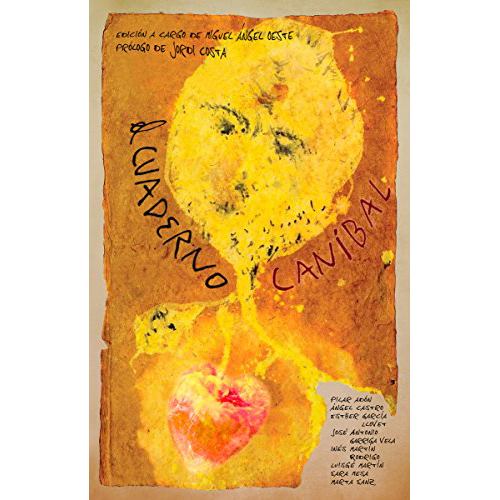 EDICIÓN A CARGO DE MIGUEL ÁNGEL OESTE
PRÓLOGO DE JORDI COSTA
El CUADERNO
CANÍBAL
PILAR ADÓN
ÁNGEL CASTRO
ESTHER GARCÍA
LLOVET
JOSÉ ANTONIO
GARRIGA VELA
INÉS MARTÍN
RODRIGO
LUISGÉ MARTÍN
SARA MESA
MARTA SANZ